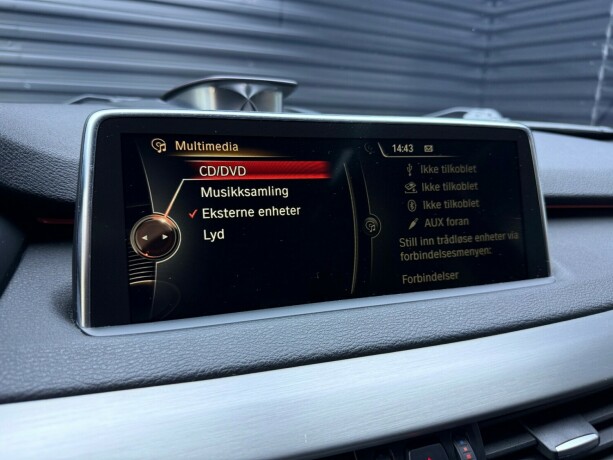 Multimedia
CD/DVD
Musikksamling
Eksterne enheter
Lyd
14:43
Ikke tilkoblet
Ikke tilkoblet
Ikke tilkoblet
AUX foran
Still inn trådløse enheter via
forbindelsesmenyen:
Forbindelser